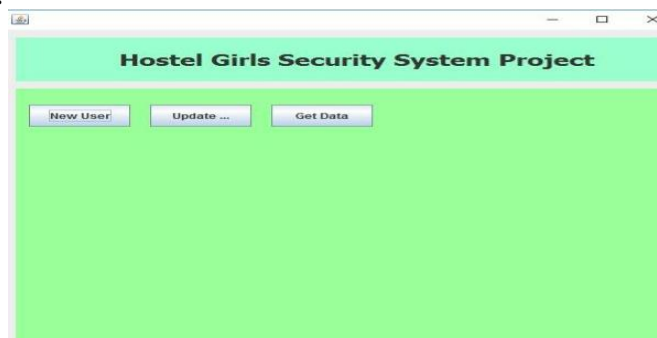 Hostel Girls Security System Project
New User Update ... Get Data